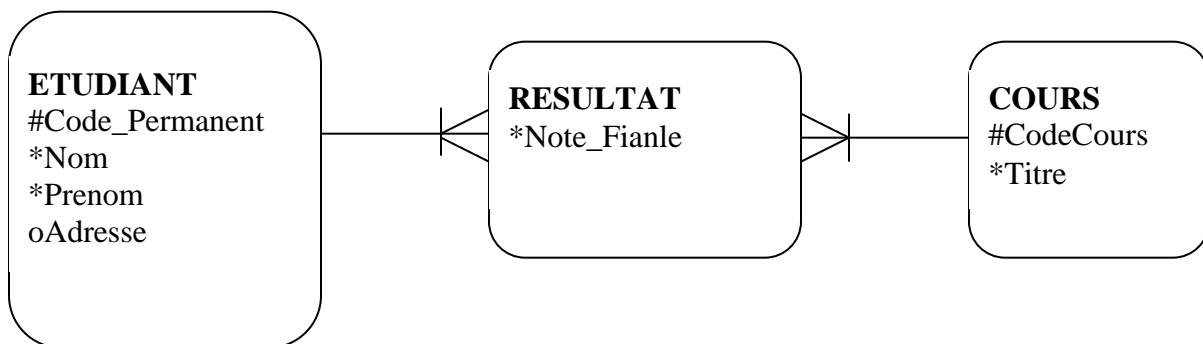 ETUDIANT
#Code_Permanent
*Nom
*Prenom
oAdresse
RESULTAT
*Note_Fianle
COURS
#CodeCours
*Titre